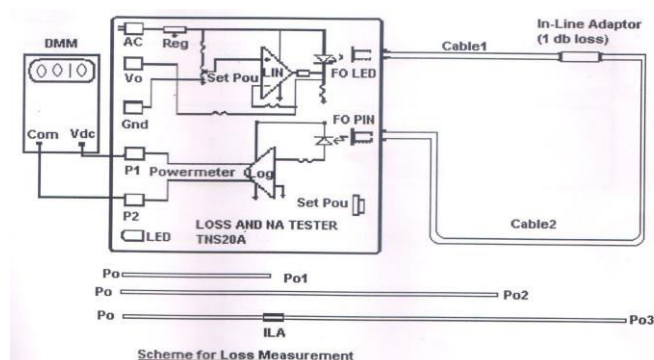 DMM
0010
Com Vdc
AC
Reg
Vo
Set Pou
LIN
FO LED
Gnd
FO PIN
P1
Powermeter
Log
P2
Set Pou
LED
LOSS AND NA TESTER
TNS20A
Cable1
In-Line Adaptor
(1 db loss)
Cable2
Po Po1
Po Po2
Po Po3
ILA
Scheme for Loss Measurement